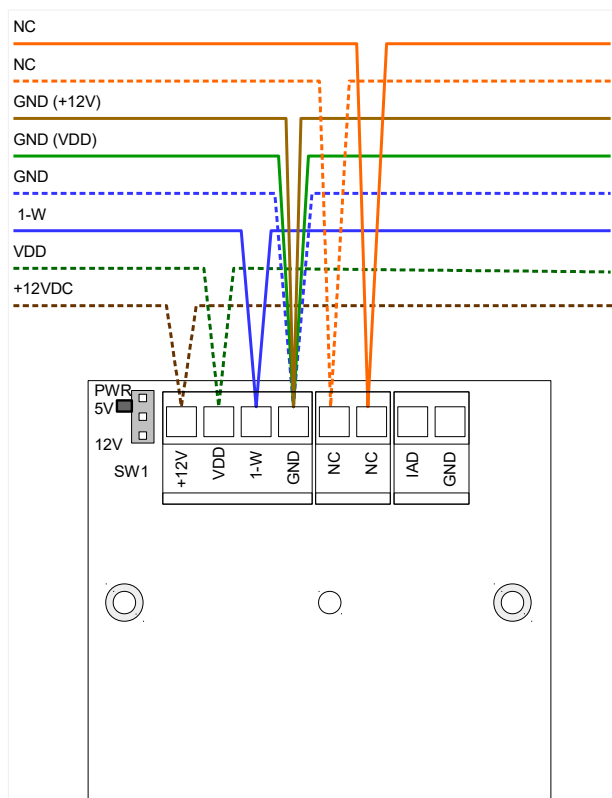 NC
NC
GND (+12V)
GND (VDD)
GND
1-W
VDD
+12VDC
PWR
5V
12V
SW1
+12V
VDD
1-W
GND
NC
NC
IAD
GND